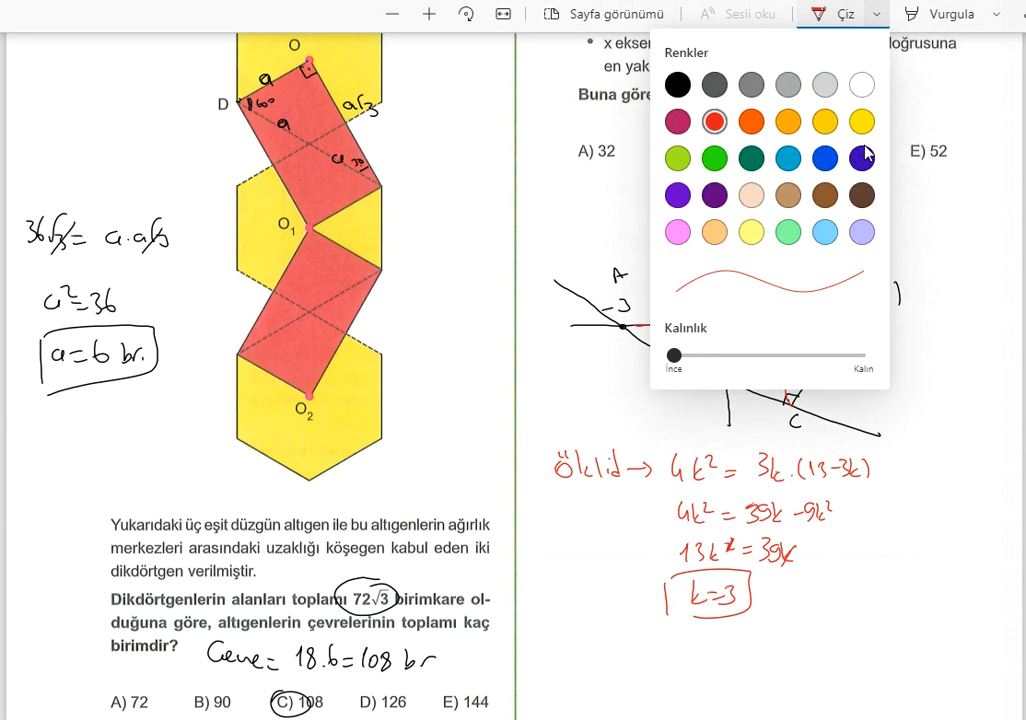 Sayfa görünümü
Sesli oku
Çiz
Vurgula
O
a
D
60°
a√3
a
a
30°
O₁
O₂
36√3 = a.a√3
a² = 36
a = 6 br.
Yukarıdaki üç eşit düzgün altıgen ile bu altıgenlerin ağırlık
merkezleri arasındaki uzaklığı köşegen kabul eden iki
dikdörtgen verilmiştir.
Dikdörtgenlerin alanları toplamı 72√3 birimkare ol-
duğuna göre, altıgenlerin çevrelerinin toplamı kaç
birimdir?
Çevre = 18.6 = 108 br
A) 72 B) 90 C) 108 D) 126 E) 144
• x ekse
oğrusuna
en yak
Buna göre
A) 32
E) 52
Renkler
Kalınlık
İnce
Kalın
A
-3
C
Öklid → 4k² = 3k.(13-3k)
4k² = 39k - 9k²
13k² = 39k
k = 3